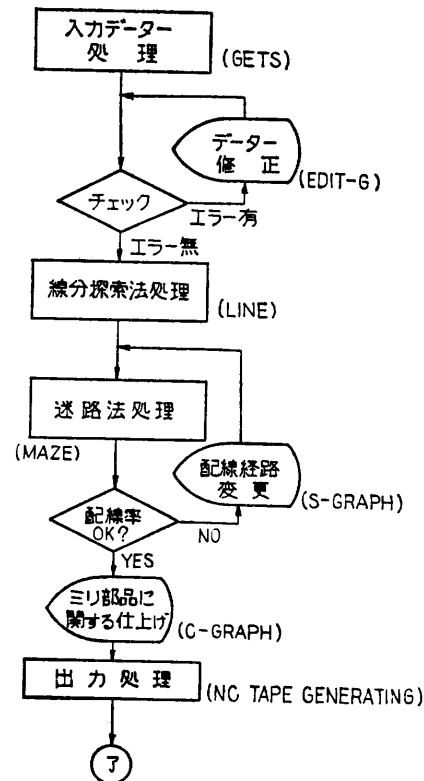 入力データー
処理
(GETS)
データー
修正
(EDIT-G)
チェック
エラー有
エラー無
線分探索法処理
(LINE)
迷路法処理
(MAZE)
配線経路
変更
(S-GRAPH)
配線率
OK?
NO
YES
ミリ部品に
関する仕上げ
(C-GRAPH)
出力処理
(NC TAPE GENERATING)
了